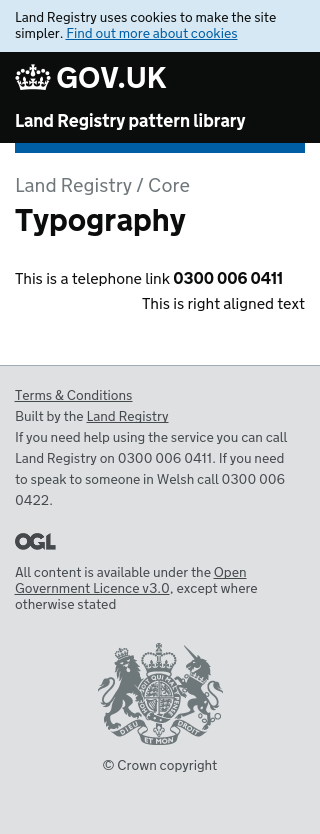 Land Registry uses cookies to make the site
simpler. Find out more about cookies
GOV.UK
Land Registry pattern library
Land Registry / Core
Typography
This is a telephone link 0300 006 0411
This is right aligned text
Terms & Conditions
Built by the Land Registry
If you need help using the service you can call
Land Registry on 0300 006 0411. If you need
to speak to someone in Welsh call 0300 006
0422.
OGL
All content is available under the Open
Government Licence v3.0, except where
otherwise stated
© Crown copyright